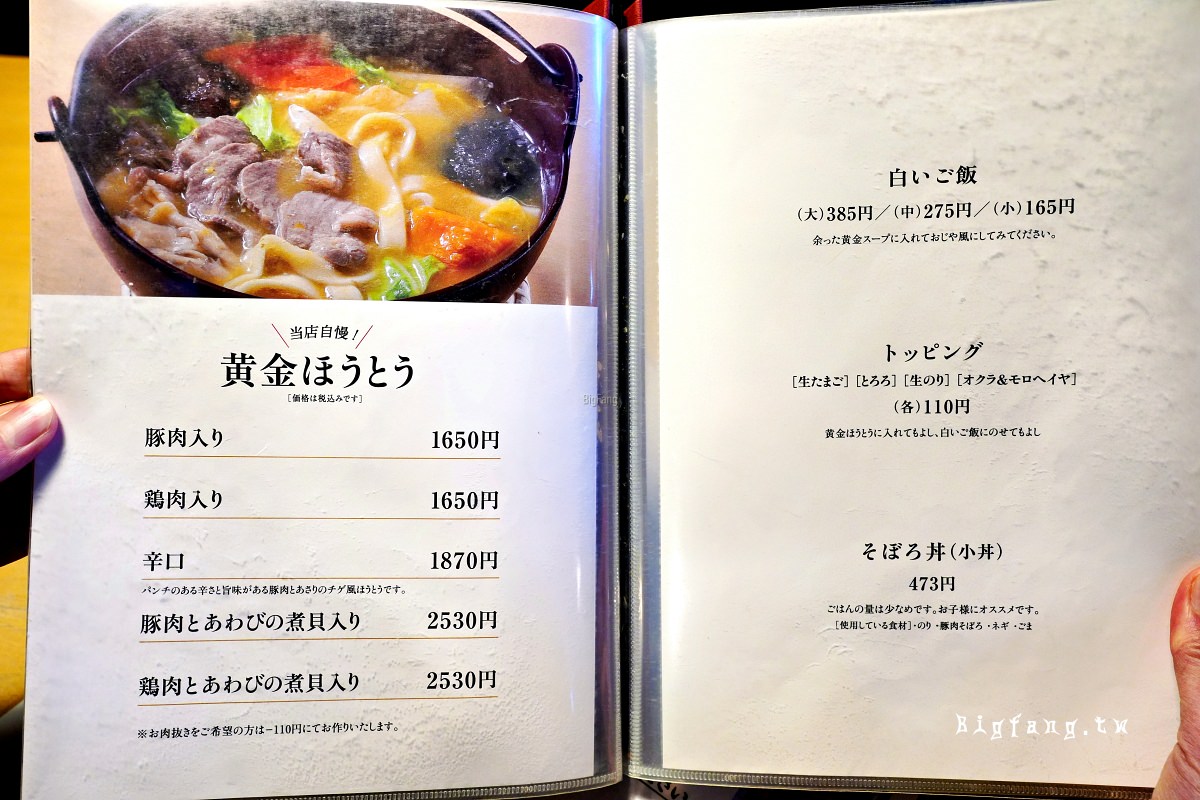 当店自慢!
黄金ほうとう
[価格は税込みです]
豚肉入り 1650円
鶏肉入り 1650円
辛口 1870円
パンチのある辛さと旨味がある豚肉とあさりのチゲ風ほうとうです。
豚肉とあわびの煮貝入り 2530円
鶏肉とあわびの煮貝入り 2530円
※お肉抜きをご希望の方は−110円にてお作りいたします。
BigFang
白いご飯
(大)385円/(中)275円/(小)165円
余った黄金スープに入れておじや風にしてみてください。
トッピング
[生たまご] [とろろ] [生のり] [オクラ&モロヘイヤ]
(各)110円
黄金ほうとうに入れてもよし、白いご飯にのせてもよし
そぼろ丼(小丼)
473円
ごはんの量は少なめです。お子様にオススメです。
[使用している食材]・のり ・豚肉そぼろ ・ネギ ・ごま
Bigfang.tw